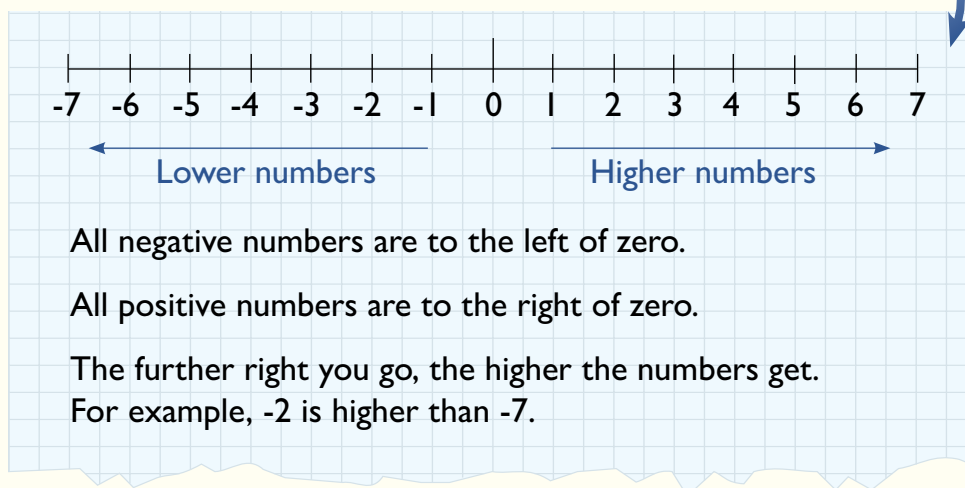 -7 -6 -5 -4 -3 -2 -1 0 1 2 3 4 5 6 7
Lower numbers Higher numbers
All negative numbers are to the left of zero.
All positive numbers are to the right of zero.
The further right you go, the higher the numbers get.
For example, -2 is higher than -7.